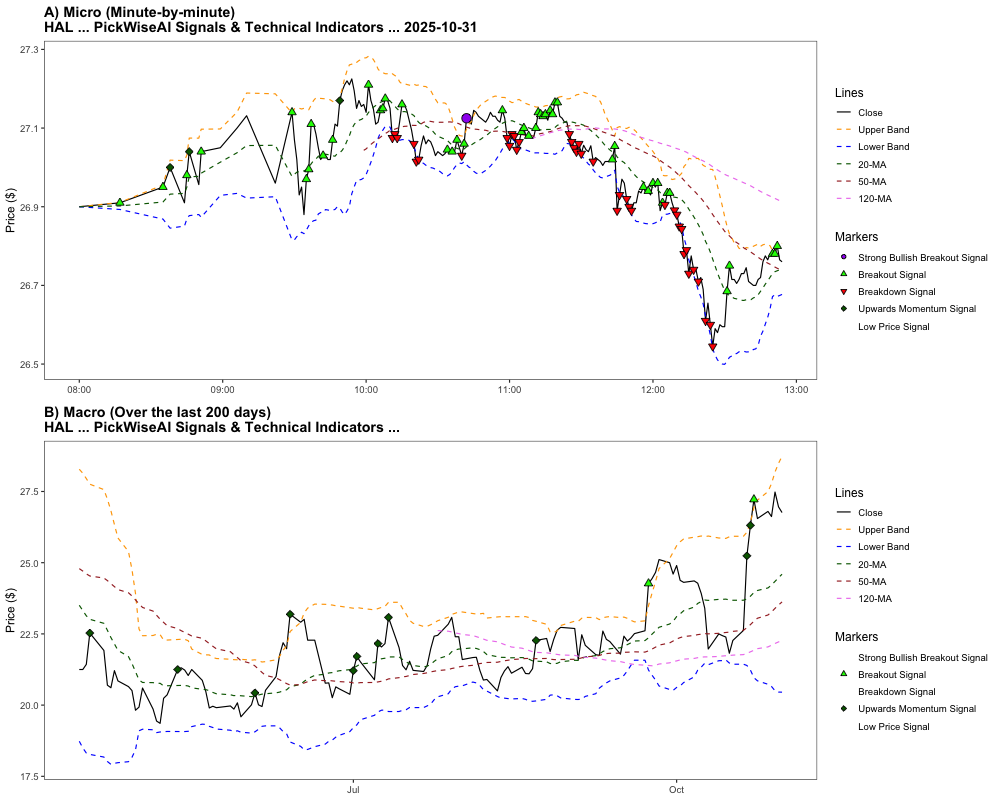 A) Micro (Minute-by-minute)
HAL ... PickWiseAI Signals & Technical Indicators ... 2025-10-31
27.3
27.1
26.9
26.7
26.5
Price ($)
08:00 09:00 10:00 11:00 12:00 13:00
Lines
Close
Upper Band
Lower Band
20-MA
50-MA
120-MA
Markers
Strong Bullish Breakout Signal
Breakout Signal
Breakdown Signal
Upwards Momentum Signal
Low Price Signal
B) Macro (Over the last 200 days)
HAL ... PickWiseAI Signals & Technical Indicators ...
27.5
25.0
22.5
20.0
17.5
Price ($)
Jul Oct
Lines
Close
Upper Band
Lower Band
20-MA
50-MA
120-MA
Markers
Strong Bullish Breakout Signal
Breakout Signal
Breakdown Signal
Upwards Momentum Signal
Low Price Signal